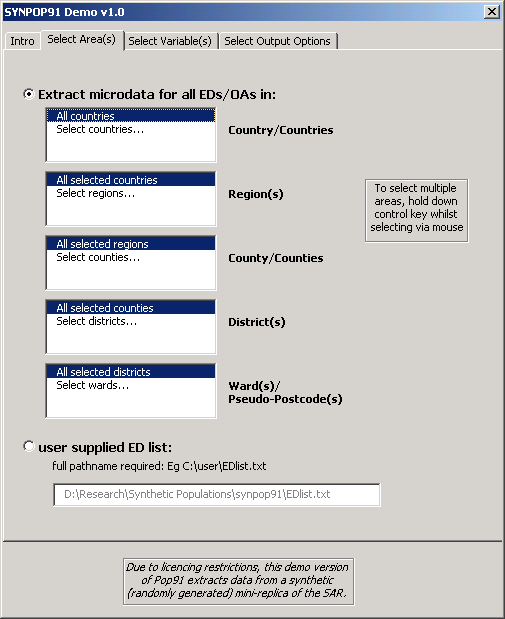 SYNPOP91 Demo v1.0
Intro
Select Area(s)
Select Variable(s)
Select Output Options
Extract microdata for all EDs/OAs in:
All countries
Select countries...
Country/Countries
All selected countries
Select regions...
Region(s)
To select multiple
areas, hold down
control key whilst
selecting via mouse
All selected regions
Select counties...
County/Counties
All selected counties
Select districts...
District(s)
All selected districts
Select wards...
Ward(s)/
Pseudo-Postcode(s)
user supplied ED list:
full pathname required: Eg C:\user\EDlist.txt
D:\Research\Synthetic Populations\synpop91\EDlist.txt
Due to licencing restrictions, this demo version
of Pop91 extracts data from a synthetic
(randomly generated) mini-replica of the SAR.